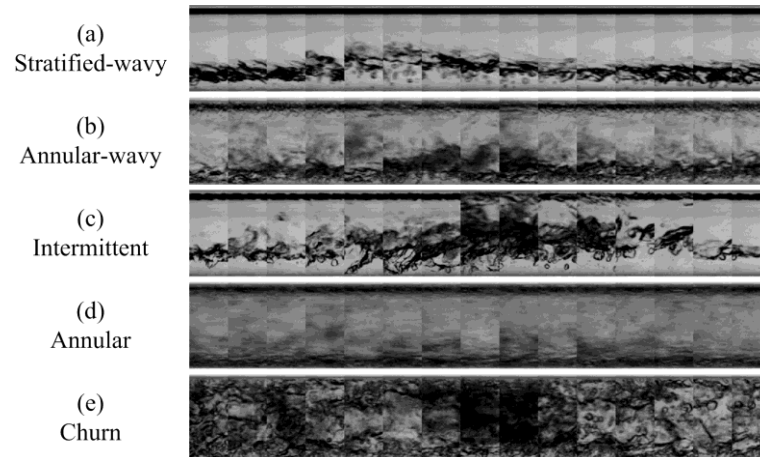 (a)
Stratified-wavy
(b)
Annular-wavy
(c)
Intermittent
(d)
Annular
(e)
Churn